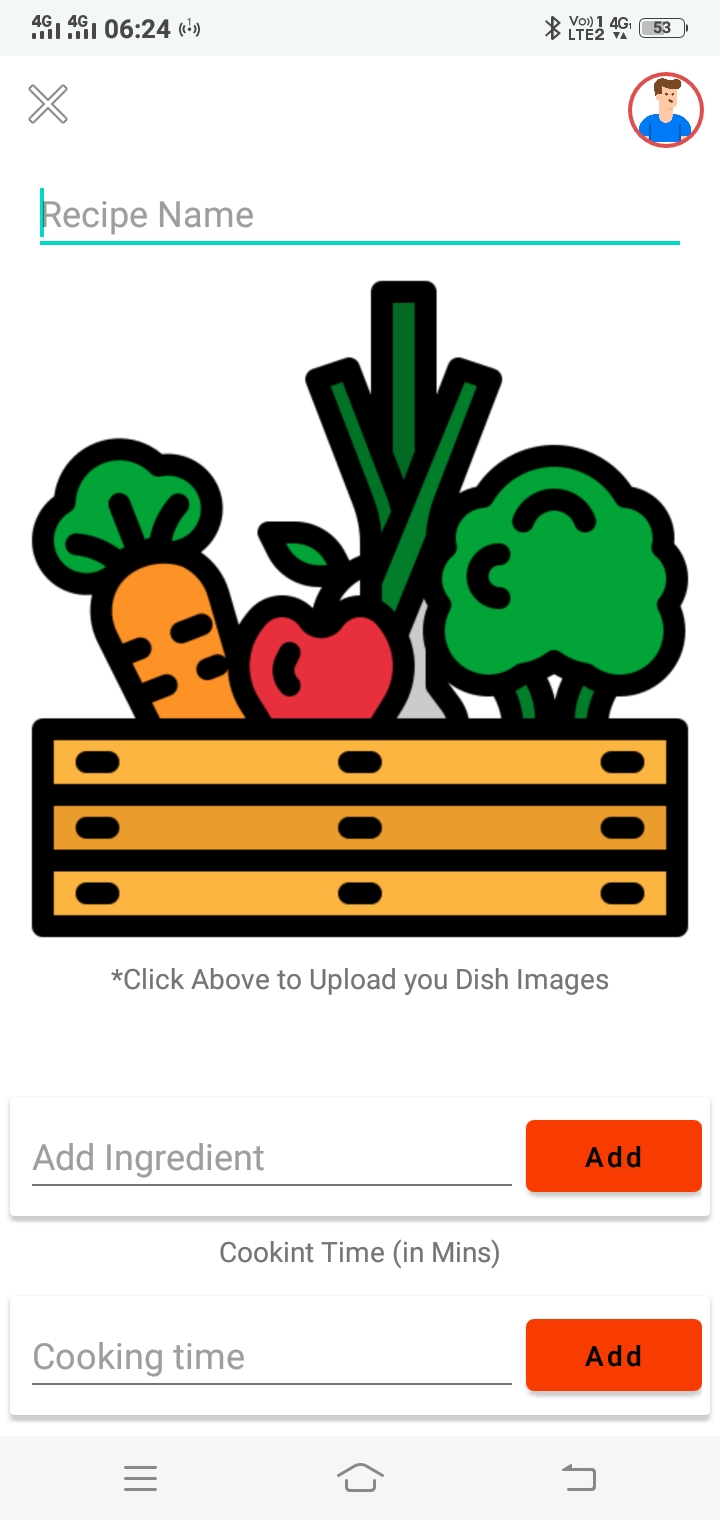 4G 4G 06:24 Vo))1 4G 53
LTE2
Recipe Name
*Click Above to Upload you Dish Images
Add Ingredient Add
Cookint Time (in Mins)
Cooking time Add